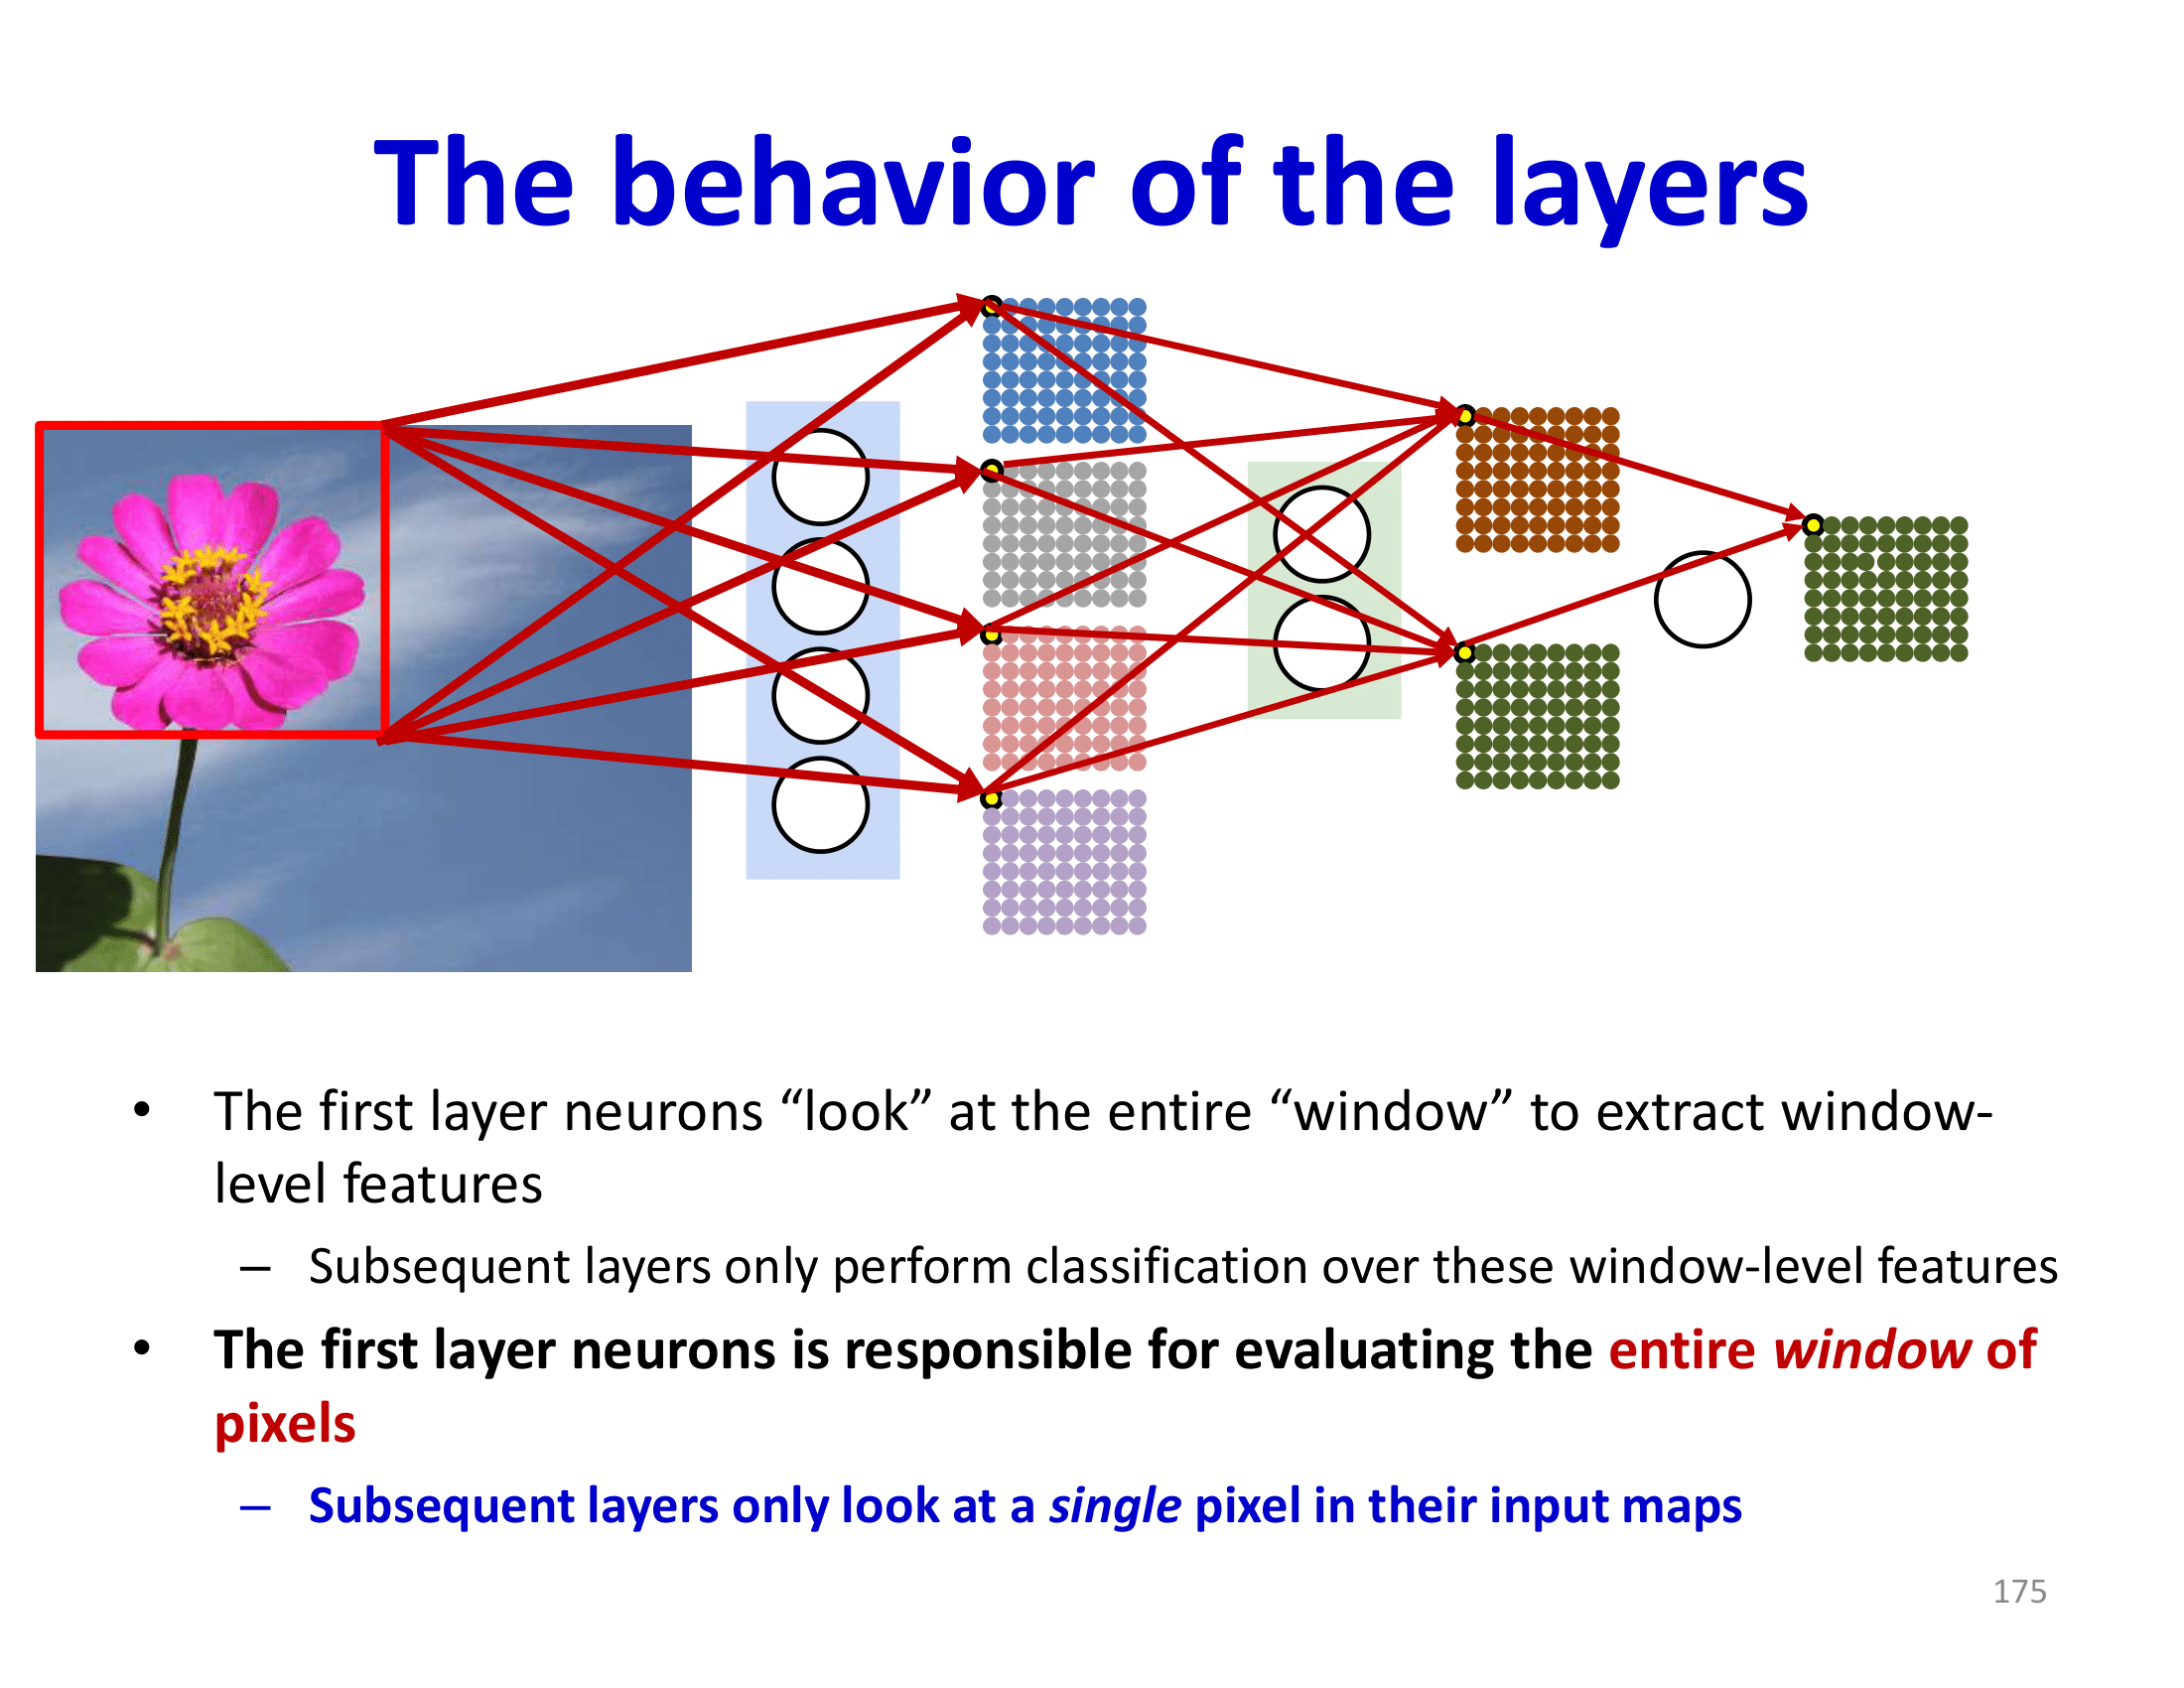 The behavior of the layers
• The first layer neurons “look” at the entire “window” to extract window-
level features
– Subsequent layers only perform classification over these window-level features
• The first layer neurons is responsible for evaluating the entire window of
pixels
– Subsequent layers only look at a single pixel in their input maps
175